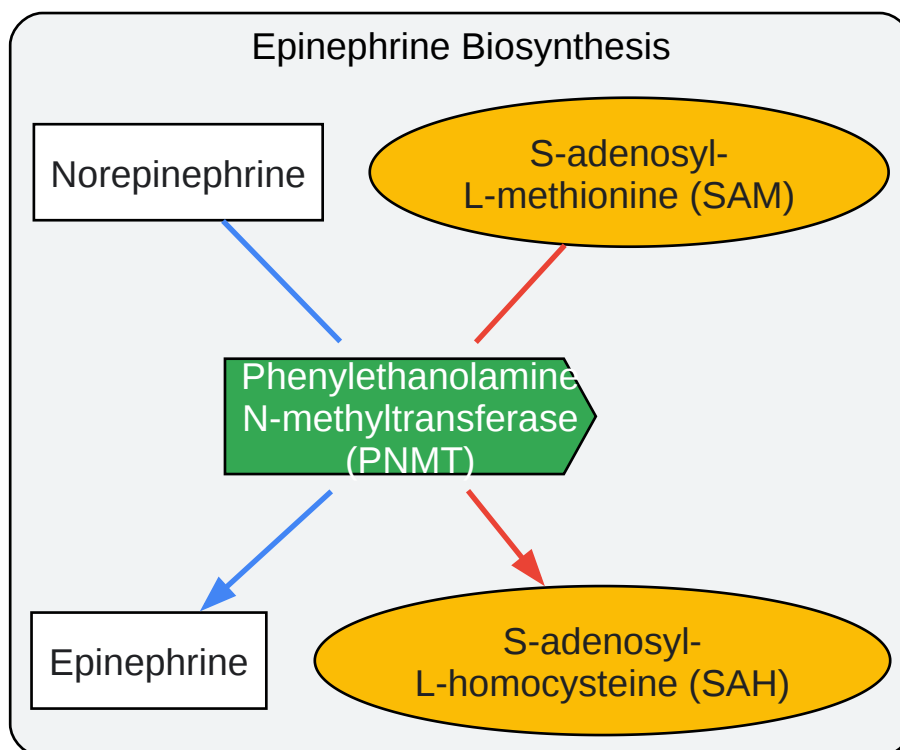 Epinephrine Biosynthesis
Norepinephrine
S-adenosyl-
L-methionine (SAM)
Phenylethanolamine
N-methyltransferase
(PNMT)
Epinephrine
S-adenosyl-
L-homocysteine (SAH)